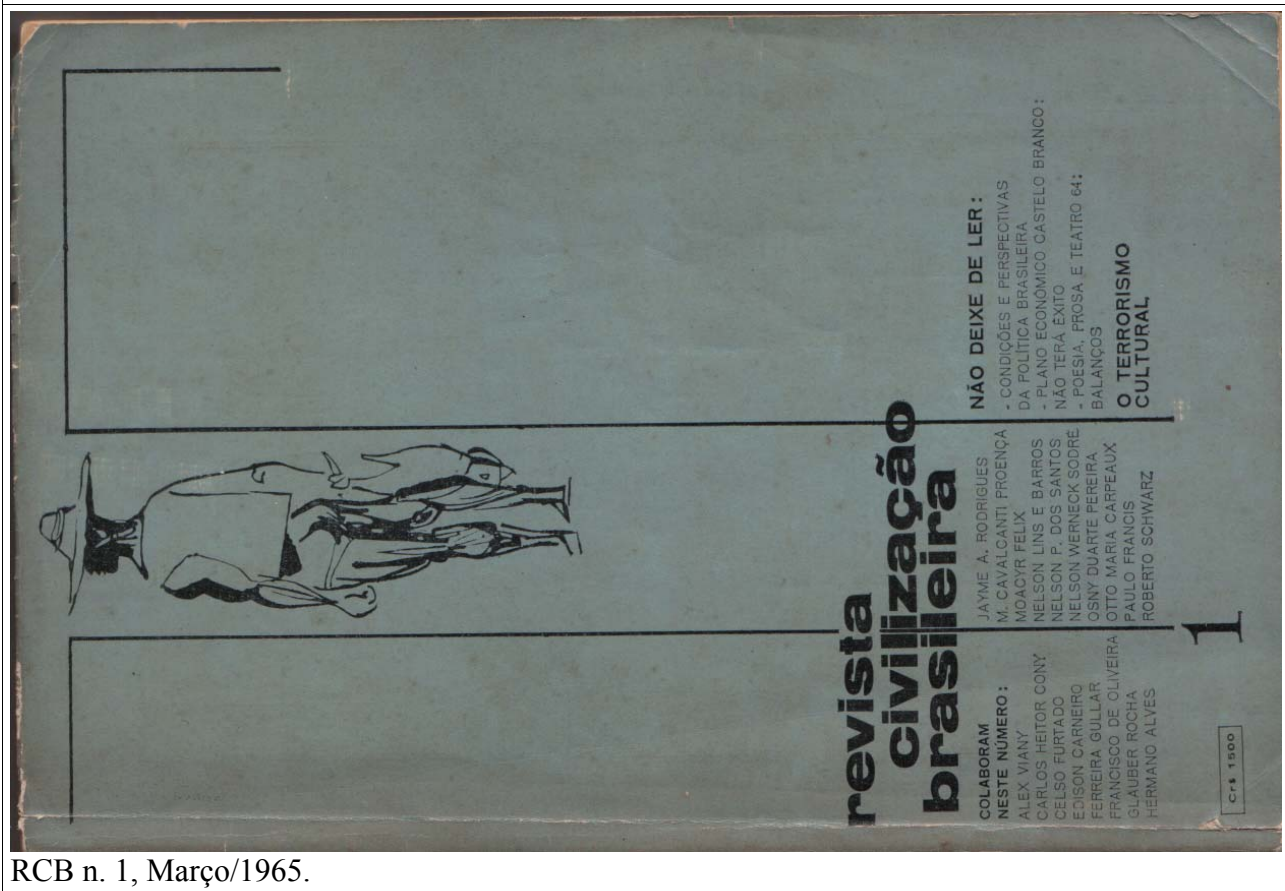 revista
civilização
brasileira
COLABORAM
NESTE NÚMERO:
ALEX VIANY
CARLOS HEITOR CONY
CELSO FURTADO
EDISON CARNEIRO
FERREIRA GULLAR
FRANCISCO DE OLIVEIRA
GLAUBER ROCHA
HERMANO ALVES
JAYME A. RODRIGUES
M. CAVALCANTI PROENÇA
MOACYR FELIX
NELSON LINS E BARROS
NELSON P. DOS SANTOS
NELSON WERNECK SODRÉ
OSNY DUARTE PEREIRA
OTTO MARIA CARPEAUX
PAULO FRANCIS
ROBERTO SCHWARZ
NÃO DEIXE DE LER:
- CONDIÇÕES E PERSPECTIVAS
DA POLÍTICA BRASILEIRA
- PLANO ECONÔMICO CASTELO BRANCO:
NÃO TERÁ ÊXITO
- POESIA, PROSA E TEATRO 64:
BALANÇOS
O TERRORISMO
CULTURAL
Cr$ 1500
1
RCB n. 1, Março/1965.